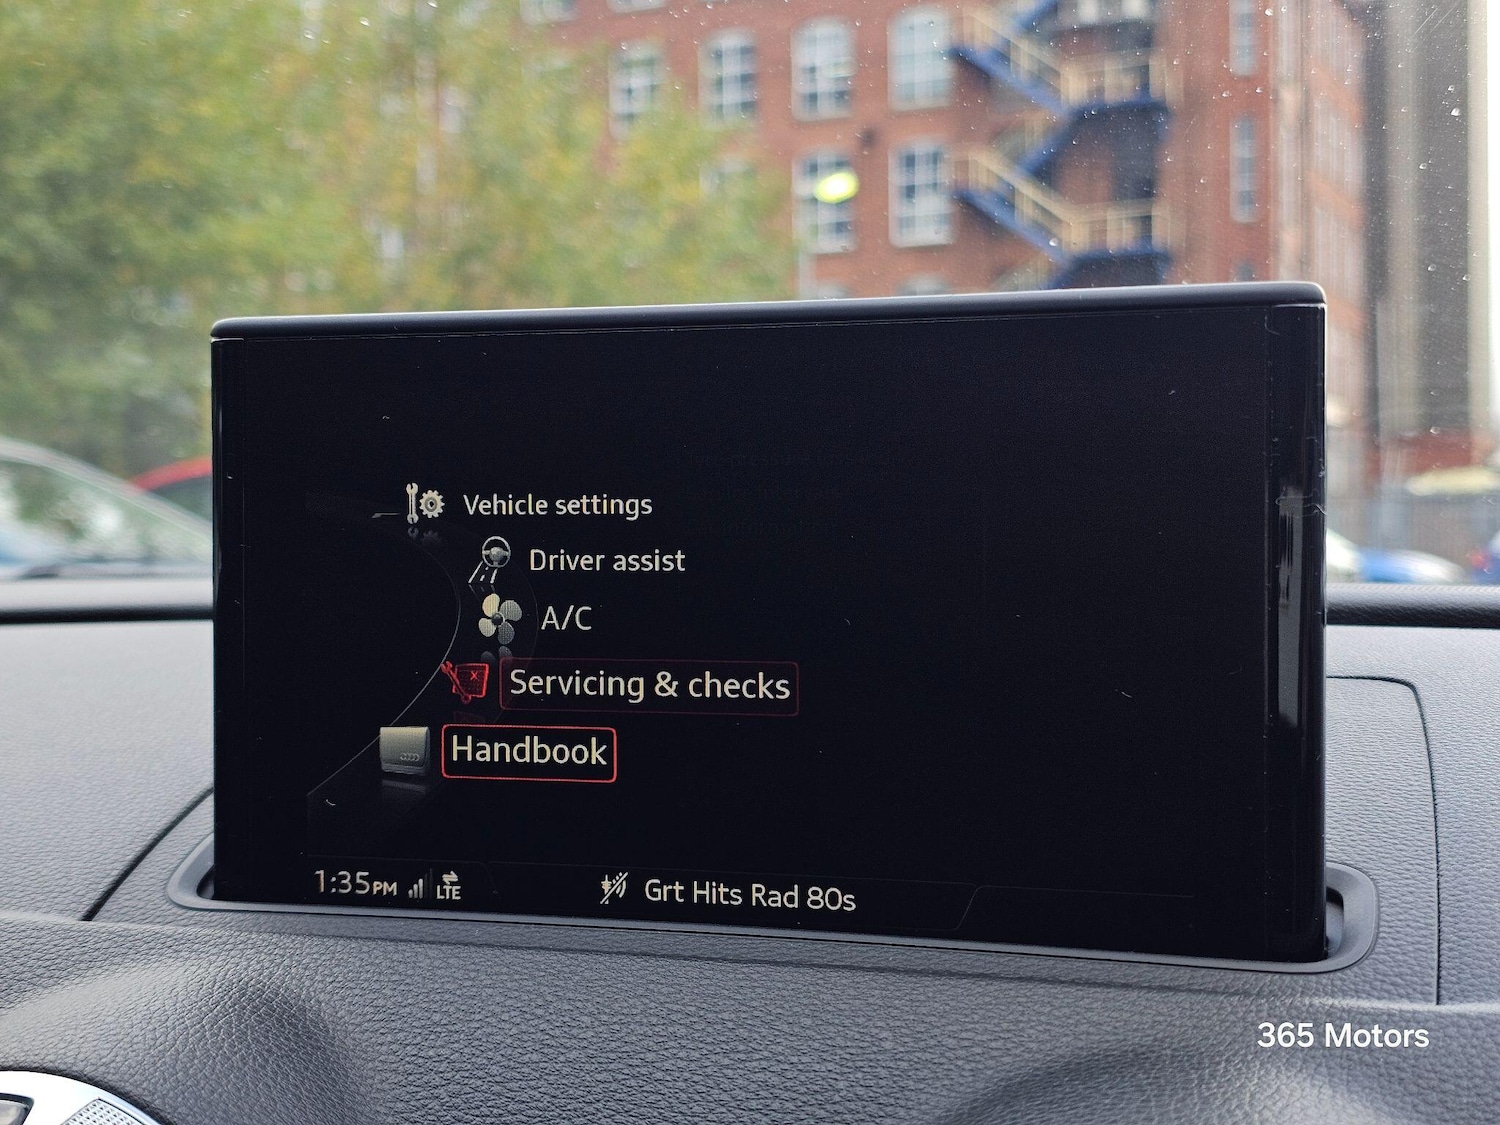 Vehicle settings
Driver assist
A/C
Servicing & checks
Handbook
1:35PM LTE Grt Hits Rad 80s
365 Motors